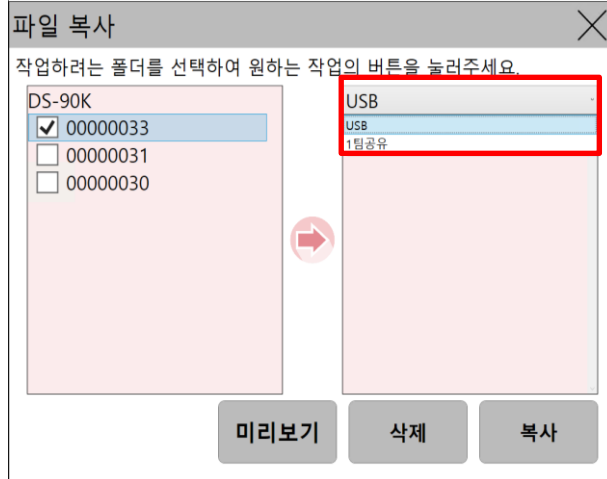 파일 복사
작업하려는 폴더를 선택하여 원하는 작업의 버튼을 눌러주세요.
DS-90K
00000033
00000031
00000030
USB
USB
1팀공유
미리보기
삭제
복사